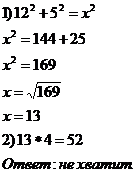 1)12² + 5² = x²
x² = 144 + 25
x² = 169
x = √169
x = 13
2)13 * 4 = 52
Ответ : не хватит.